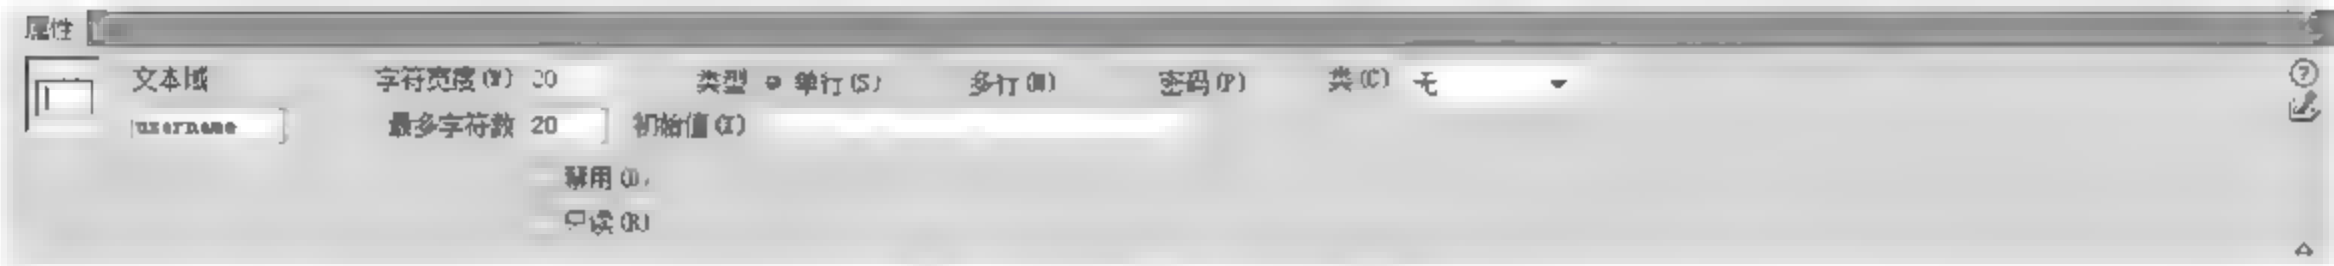 属性
文本域 字符宽度(W) 20 类型 单行(S) 多行(M) 密码(P) 类(C) 无
username 最多字符数 20 初始值(I)
禁用(D)
只读(R)